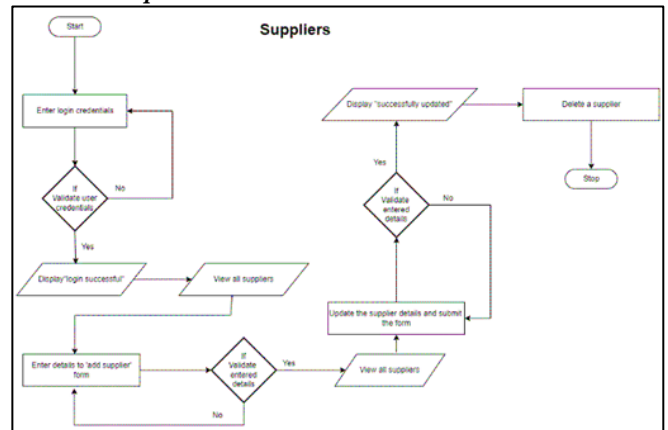 Suppliers
Start
Enter login credentials
If
Validate user
credentials
No
Yes
Display"login successful"
View all suppliers
Enter details to 'add supplier'
form
If
Validate
entered
details
No
Yes
View all suppliers
Update the supplier details and submit
the form
If
Validate
entered
details
No
Yes
Display "successfully updated"
Delete a supplier
Stop